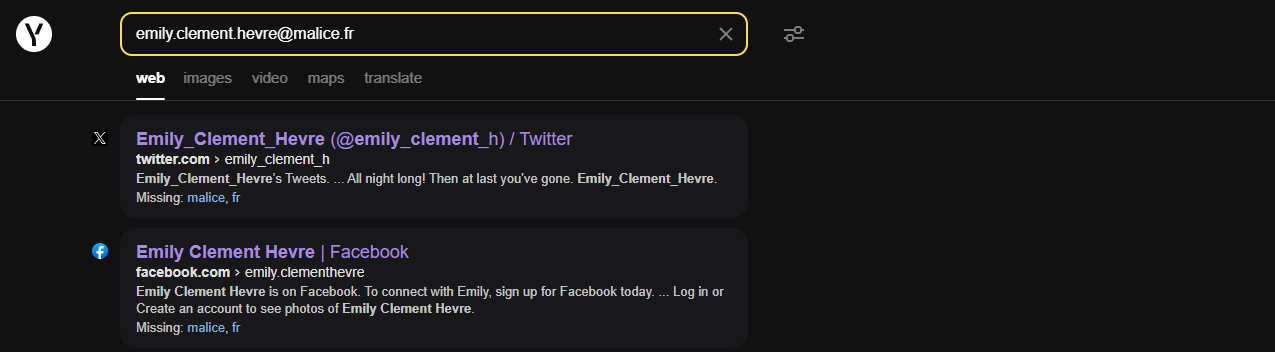 Y
emily.clement.hevre@malice.fr
web images video maps translate
Emily_Clement_Hevre (@emily_clement_h) / Twitter
twitter.com › emily_clement_h
Emily_Clement_Hevre's Tweets. ... All night long! Then at last you've gone. Emily_Clement_Hevre.
Missing: malice, fr
Emily Clement Hevre | Facebook
facebook.com › emily.clementhevre
Emily Clement Hevre is on Facebook. To connect with Emily, sign up for Facebook today. ... Log in or
Create an account to see photos of Emily Clement Hevre.
Missing: malice, fr